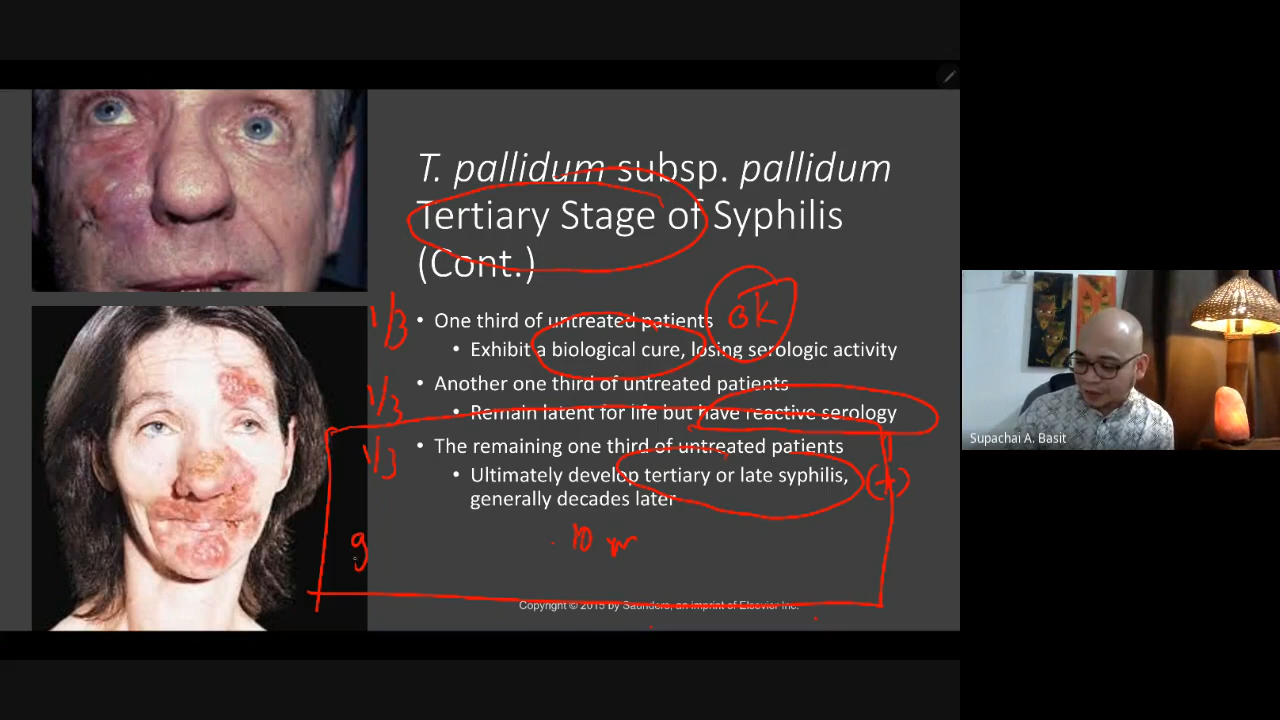 T. pallidum subsp. pallidum
Tertiary Stage of Syphilis
(Cont.)
1/3
• One third of untreated patients
OK
• Exhibit a biological cure, losing serologic activity
1/3
• Another one third of untreated patients
• Remain latent for life but have reactive serology
1/3
• The remaining one third of untreated patients
• Ultimately develop tertiary or late syphilis,
generally decades later
(+)
10 yr
g
Copyright © 2015 by Saunders, an imprint of Elsevier Inc.
Supachai A. Basit